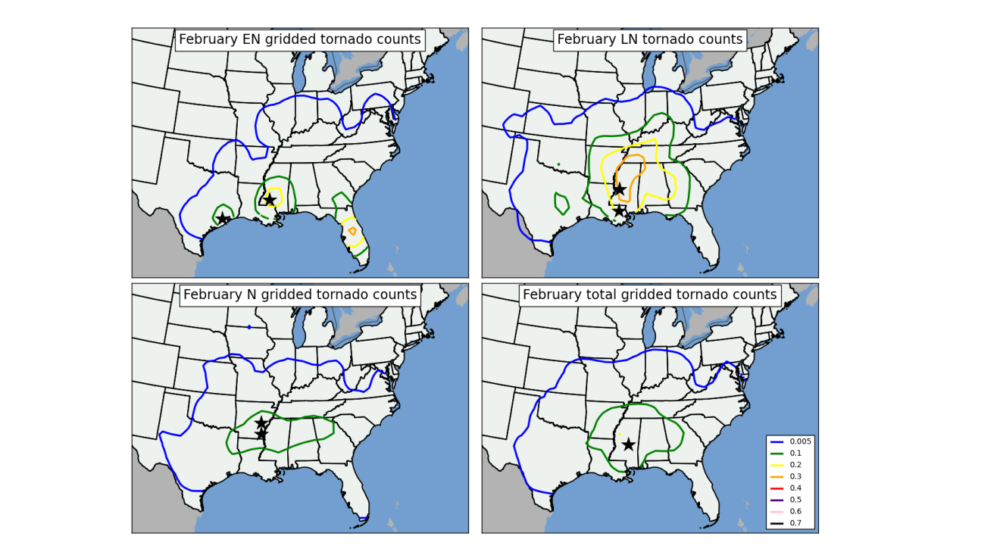 February EN gridded tornado counts
February LN tornado counts
February N gridded tornado counts
February total gridded tornado counts
0.005
0.1
0.2
0.3
0.4
0.5
0.6
0.7